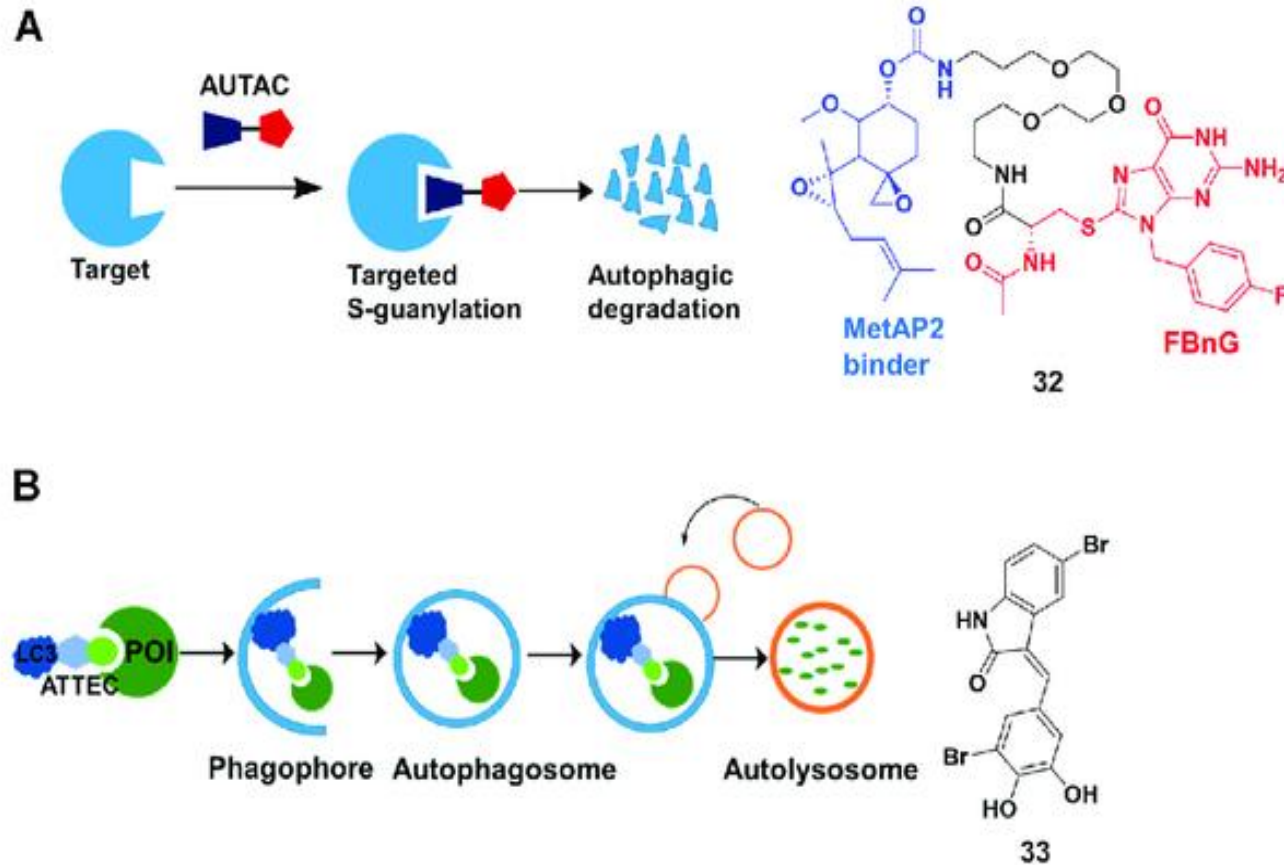 A
AUTAC
Target
Targeted
S-guanylation
Autophagic
degradation
O
O
N
H
O
O
O
O
O
O
O
NH
O
S
O
NH
N
N
O
NH
NH2
N
F
MetAP2
binder
FBnG
32
B
LC3
POI
ATTEC
Phagophore
Autophagosome
Autolysosome
Br
HN
O
Br
HO
OH
33